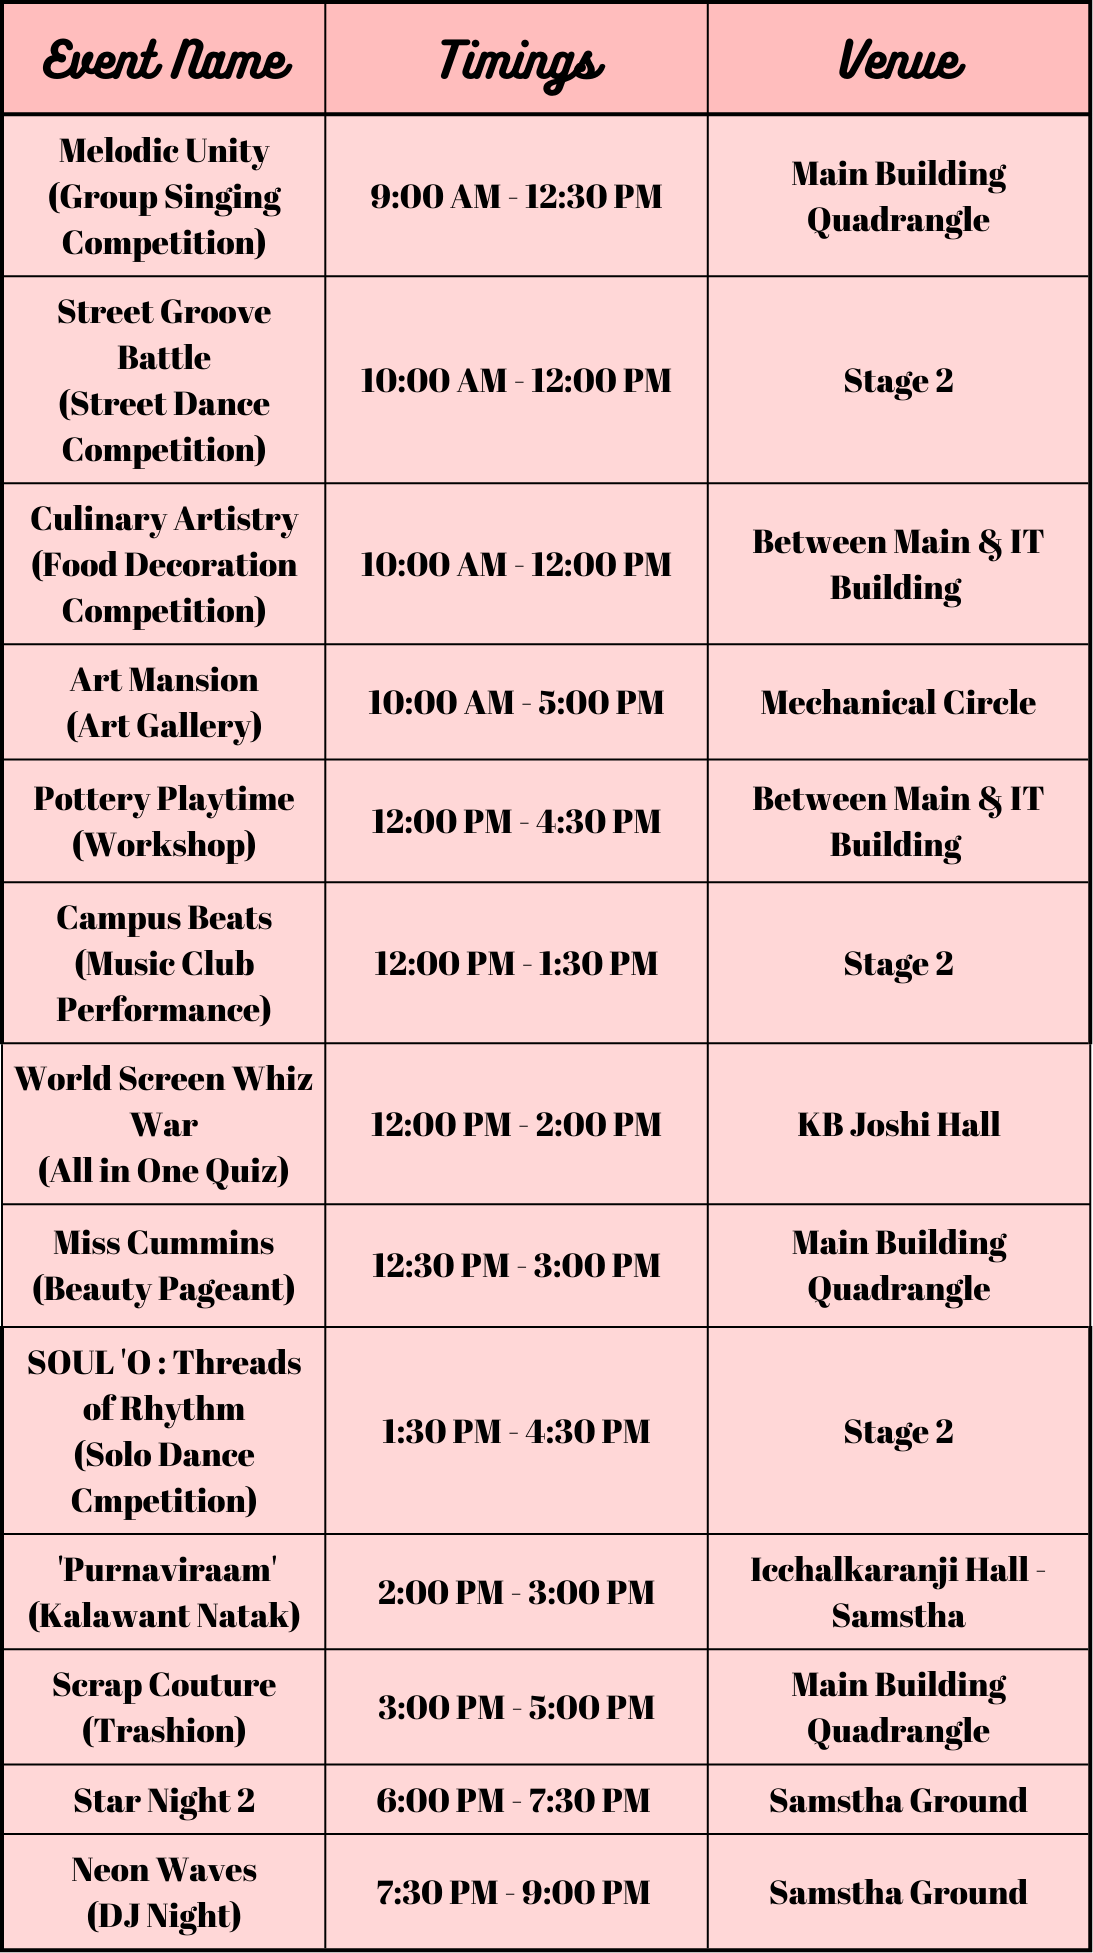 Event Name
Timings
Venue
Melodic Unity
(Group Singing
Competition)
9:00 AM - 12:30 PM
Main Building
Quadrangle
Street Groove
Battle
(Street Dance
Competition)
10:00 AM - 12:00 PM
Stage 2
Culinary Artistry
(Food Decoration
Competition)
10:00 AM - 12:00 PM
Between Main & IT
Building
Art Mansion
(Art Gallery)
10:00 AM - 5:00 PM
Mechanical Circle
Pottery Playtime
(Workshop)
12:00 PM - 4:30 PM
Between Main & IT
Building
Campus Beats
(Music Club
Performance)
12:00 PM - 1:30 PM
Stage 2
World Screen Whiz
War
(All in One Quiz)
12:00 PM - 2:00 PM
KB Joshi Hall
Miss Cummins
(Beauty Pageant)
12:30 PM - 3:00 PM
Main Building
Quadrangle
SOUL 'O : Threads
of Rhythm
(Solo Dance
Cmpetition)
1:30 PM - 4:30 PM
Stage 2
'Purnaviraam'
(Kalawant Natak)
2:00 PM - 3:00 PM
Icchalkaranji Hall -
Samstha
Scrap Couture
(Trashion)
3:00 PM - 5:00 PM
Main Building
Quadrangle
Star Night 2
6:00 PM - 7:30 PM
Samstha Ground
Neon Waves
(DJ Night)
7:30 PM - 9:00 PM
Samstha Ground